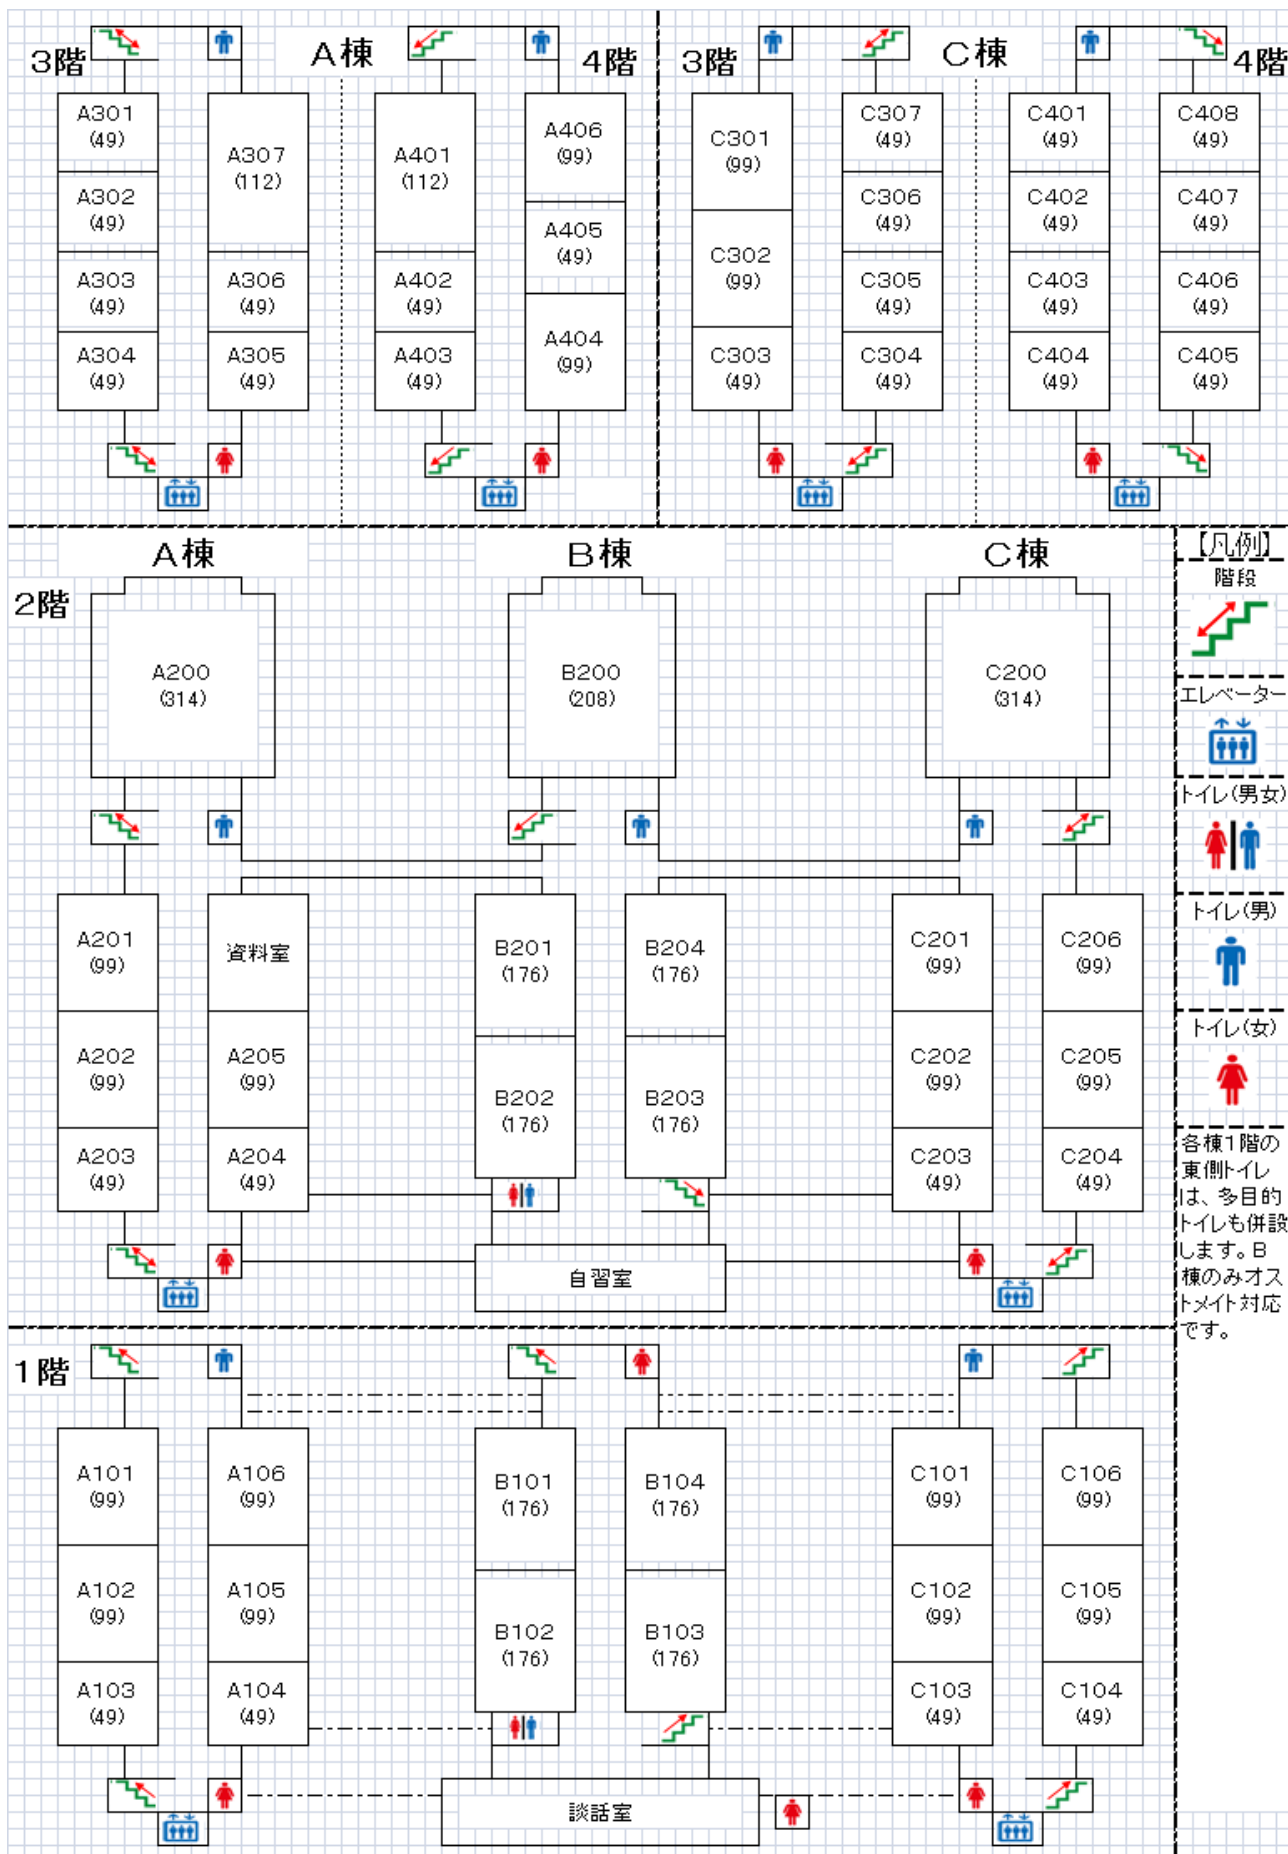 3階
A棟
4階
A301
(49)
A302
(49)
A303
(49)
A304
(49)
A307
(112)
A306
(49)
A305
(49)
A401
(112)
A402
(49)
A403
(49)
A406
(99)
A405
(49)
A404
(99)
3階
C棟
4階
C301
(99)
C302
(99)
C303
(49)
C307
(49)
C306
(49)
C305
(49)
C304
(49)
C401
(49)
C402
(49)
C403
(49)
C404
(49)
C408
(49)
C407
(49)
C406
(49)
C405
(49)
A棟
B棟
C棟
2階
A200
(314)
B200
(208)
C200
(314)
A201
(99)
A202
(99)
A203
(49)
資料室
A205
(99)
A204
(49)
B201
(176)
B202
(176)
B204
(176)
B203
(176)
C201
(99)
C202
(99)
C203
(49)
C206
(99)
C205
(99)
C204
(49)
自習室
1階
A101
(99)
A102
(99)
A103
(49)
A106
(99)
A105
(99)
A104
(49)
B101
(176)
B102
(176)
B104
(176)
B103
(176)
C101
(99)
C102
(99)
C103
(49)
C106
(99)
C105
(99)
C104
(49)
談話室
【凡例】
階段
エレベーター
トイレ(男女)
トイレ(男)
トイレ(女)
各棟1階の
東側トイレ
は、多目的
トイレも併設
します。B
棟のみオス
トメイト対応
です。